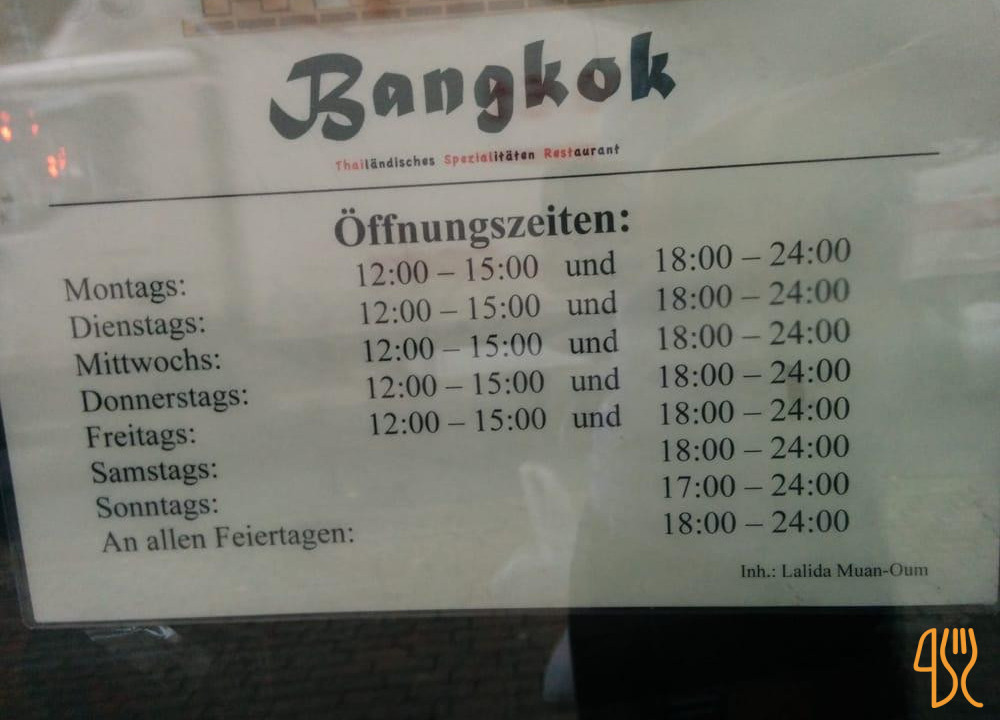 Bangkok
Thailändisches Spezialitäten Restaurant
Öffnungszeiten:
Montags: 12:00 – 15:00 und 18:00 – 24:00
Dienstags: 12:00 – 15:00 und 18:00 – 24:00
Mittwochs: 12:00 – 15:00 und 18:00 – 24:00
Donnerstags: 12:00 – 15:00 und 18:00 – 24:00
Freitags: 12:00 – 15:00 und 18:00 – 24:00
Samstags: 18:00 – 24:00
Sonntags: 17:00 – 24:00
An allen Feiertagen: 18:00 – 24:00
Inh.: Lalida Muan-Oum